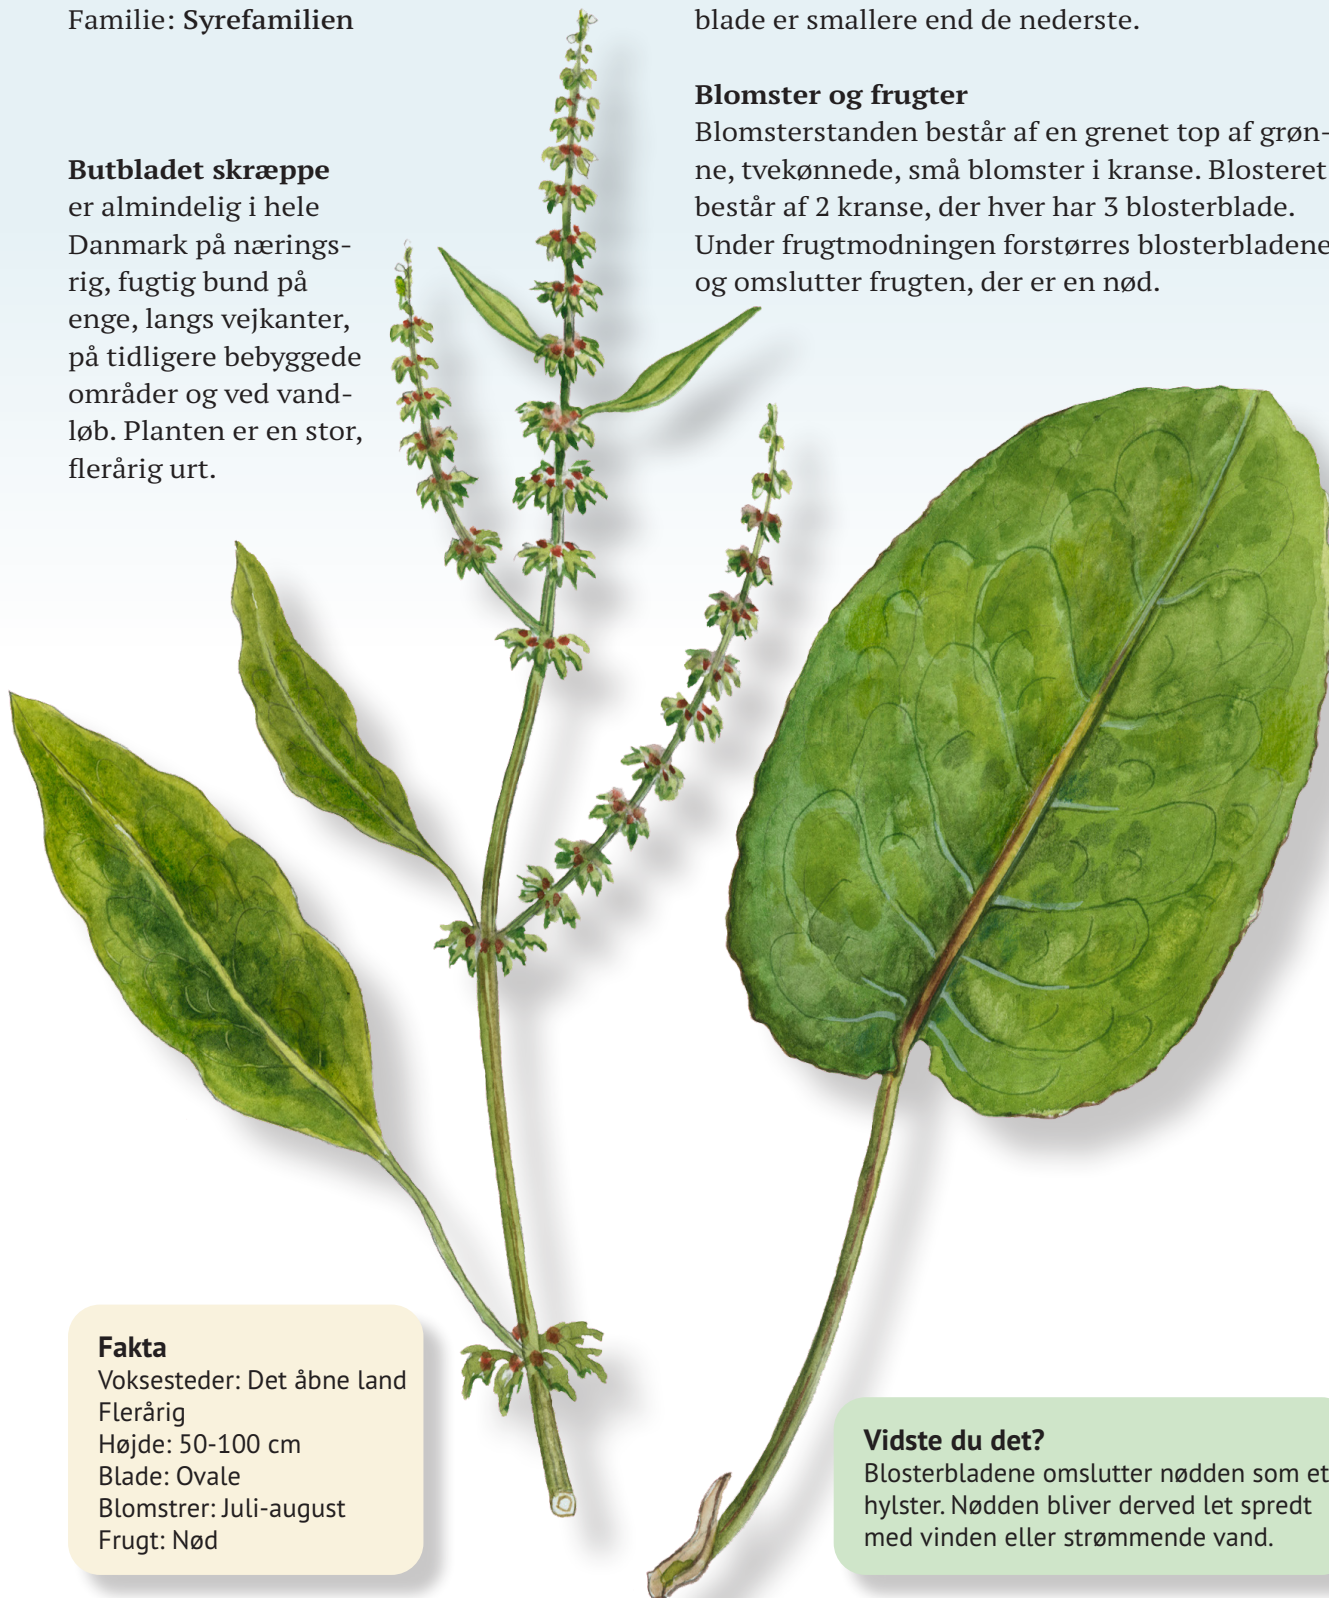 Familie: Syrefamilien
Butbladet skræppe
er almindelig i hele
Danmark på nærings-
rig, fugtig bund på
enge, langs vejkanter,
på tidligere bebyggede
områder og ved vand-
løb. Planten er en stor,
flerårig urt.
blade er smallere end de nederste.
Blomster og frugter
Blomsterstanden består af en grenet top af grøn-
ne, tvekønnede, små blomster i kranse. Blosteret
består af 2 kranse, der hver har 3 blosterblade.
Under frugtmodningen forstørres blosterbladene
og omslutter frugten, der er en nød.
Fakta
Voksesteder: Det åbne land
Flerårig
Højde: 50-100 cm
Blade: Ovale
Blomstrer: Juli-august
Frugt: Nød
Vidste du det?
Blosterbladene omslutter nødden som et
hylster. Nødden bliver derved let spredt
med vinden eller strømmende vand.